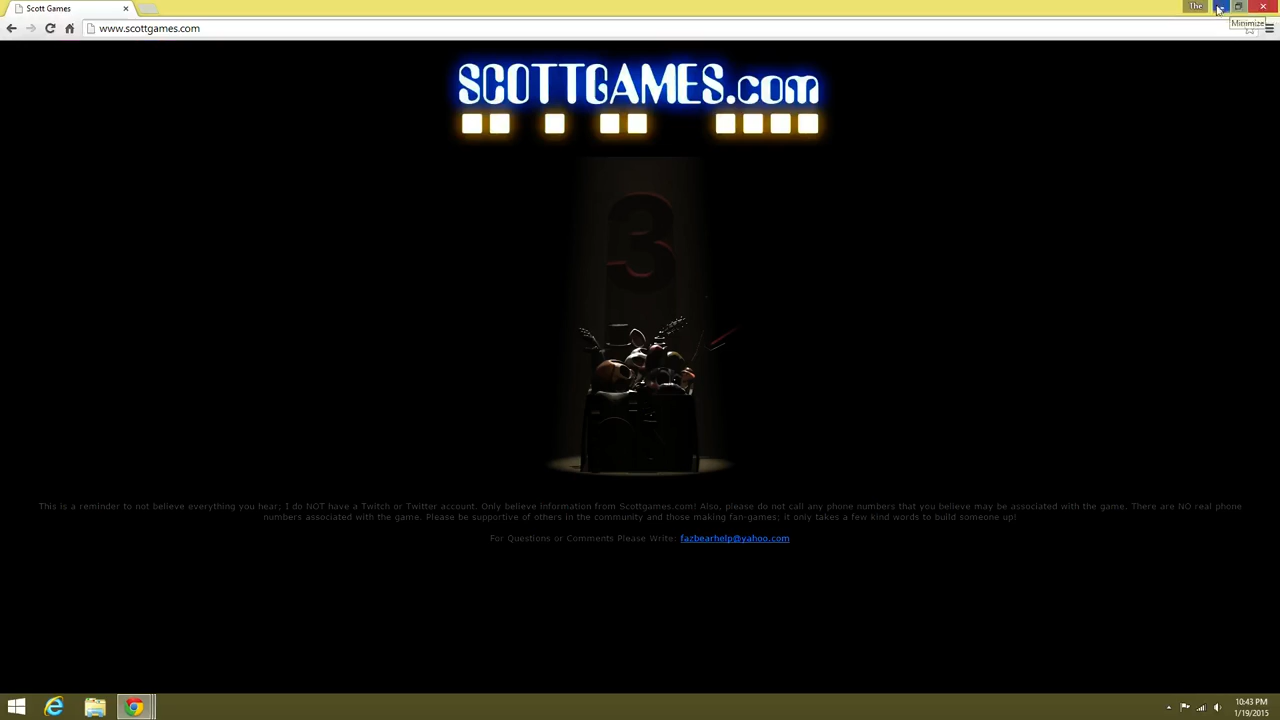 Scott Games
The
www.scottgames.com
Minimize
SCOTTGAMES.com
3
This is a reminder to not believe everything you hear; I do NOT have a Twitch or Twitter account. Only believe information from Scottgames.com! Also, please do not call any phone numbers that you believe may be associated with the game. There are NO real phone
numbers associated with the game. Please be supportive of others in the community and those making fan-games; it only takes a few kind words to build someone up!
For Questions or Comments Please Write: fazbearhelp@yahoo.com
10:43 PM
1/19/2015